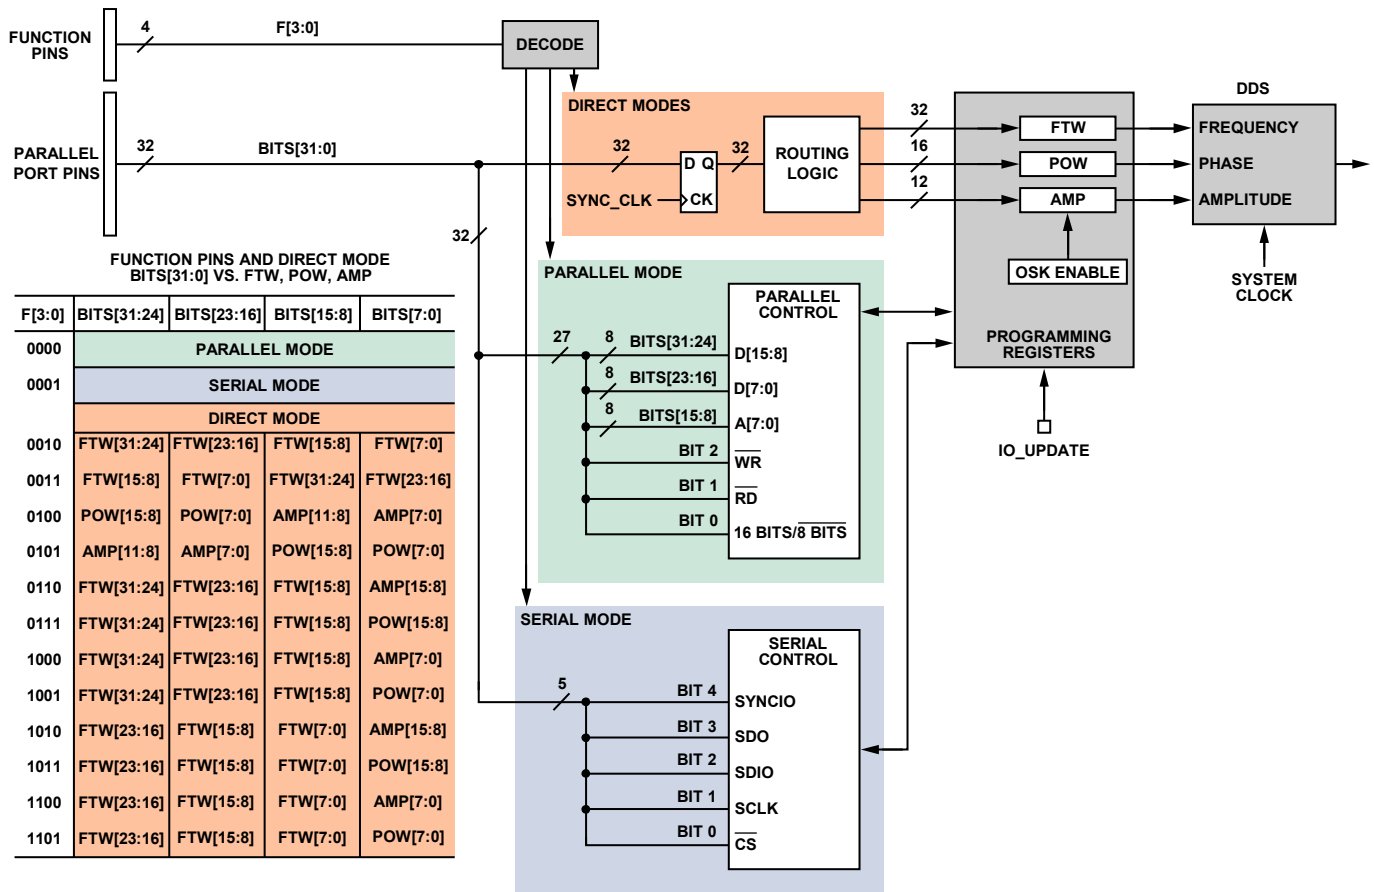 FUNCTION
PINS
4
F[3:0]
DECODE
PARALLEL
PORT PINS
32
BITS[31:0]
32
DIRECT MODES
32
D Q
CK
SYNC_CLK
32
ROUTING
LOGIC
32
16
12
FTW
POW
AMP
OSK ENABLE
PROGRAMMING
REGISTERS
IO_UPDATE
DDS
FREQUENCY
PHASE
AMPLITUDE
SYSTEM
CLOCK
PARALLEL MODE
PARALLEL
CONTROL
27
8 BITS[31:24] D[15:8]
8 BITS[23:16] D[7:0]
8 BITS[15:8] A[7:0]
BIT 2 WR
BIT 1 RD
BIT 0 16 BITS/8 BITS
SERIAL MODE
SERIAL
CONTROL
5
BIT 4 SYNCIO
BIT 3 SDO
BIT 2 SDIO
BIT 1 SCLK
BIT 0 CS
FUNCTION PINS AND DIRECT MODE
BITS[31:0] VS. FTW, POW, AMP
F[3:0] BITS[31:24] BITS[23:16] BITS[15:8] BITS[7:0]
0000 PARALLEL MODE
0001 SERIAL MODE
DIRECT MODE
0010 FTW[31:24] FTW[23:16] FTW[15:8] FTW[7:0]
0011 FTW[15:8] FTW[7:0] FTW[31:24] FTW[23:16]
0100 POW[15:8] POW[7:0] AMP[11:8] AMP[7:0]
0101 AMP[11:8] AMP[7:0] POW[15:8] POW[7:0]
0110 FTW[31:24] FTW[23:16] FTW[15:8] AMP[15:8]
0111 FTW[31:24] FTW[23:16] FTW[15:8] POW[15:8]
1000 FTW[31:24] FTW[23:16] FTW[15:8] AMP[7:0]
1001 FTW[31:24] FTW[23:16] FTW[15:8] POW[7:0]
1010 FTW[23:16] FTW[15:8] FTW[7:0] AMP[15:8]
1011 FTW[23:16] FTW[15:8] FTW[7:0] POW[15:8]
1100 FTW[23:16] FTW[15:8] FTW[7:0] AMP[7:0]
1101 FTW[23:16] FTW[15:8] FTW[7:0] POW[7:0]